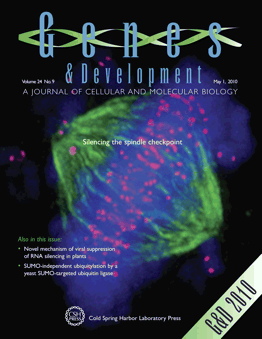 Genes
& Development
Volume 24 No. 9
May 1, 2010
A JOURNAL OF CELLULAR AND MOLECULAR BIOLOGY
Silencing the spindle checkpoint
Also in this issue:
• Novel mechanism of viral suppression
of RNA silencing in plants
• SUMO-independent ubiquitylation by a
yeast SUMO-targeted ubiquitin ligase
CSH
PRESS
Cold Spring Harbor Laboratory Press
G&D 2010